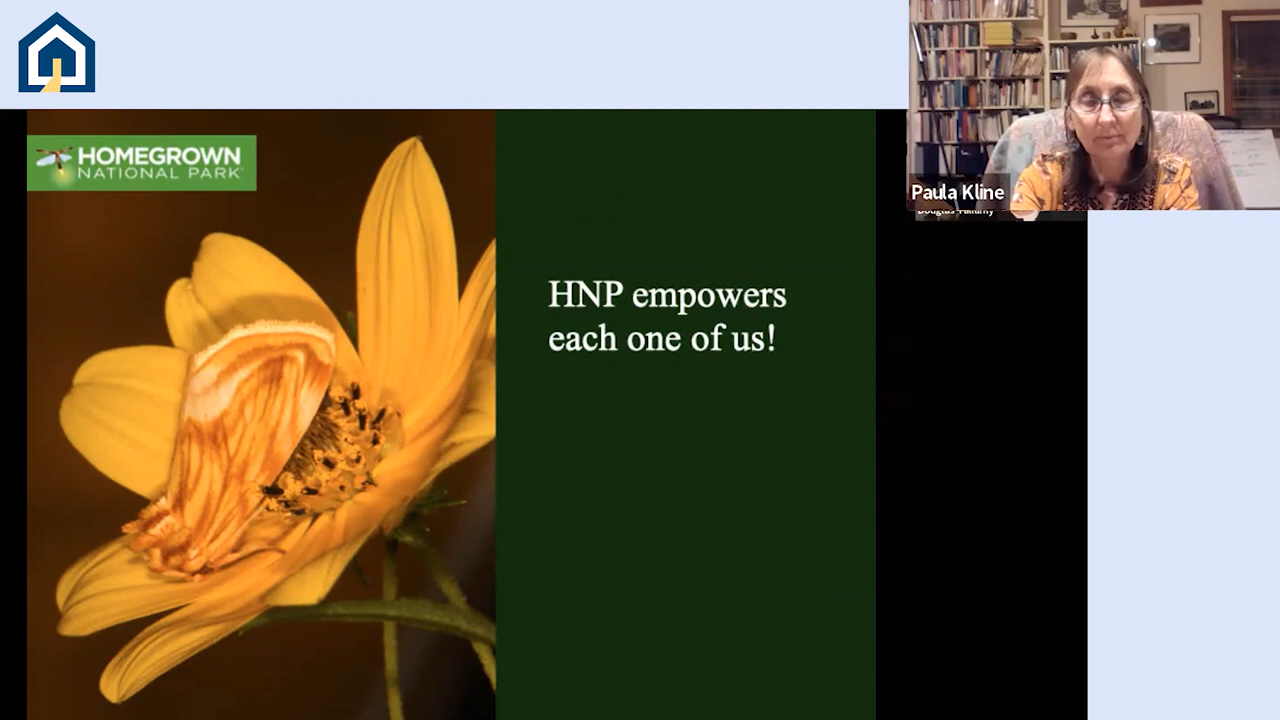 HOMEGROWN
NATIONAL PARK
HNP empowers
each one of us!
Paula Kline